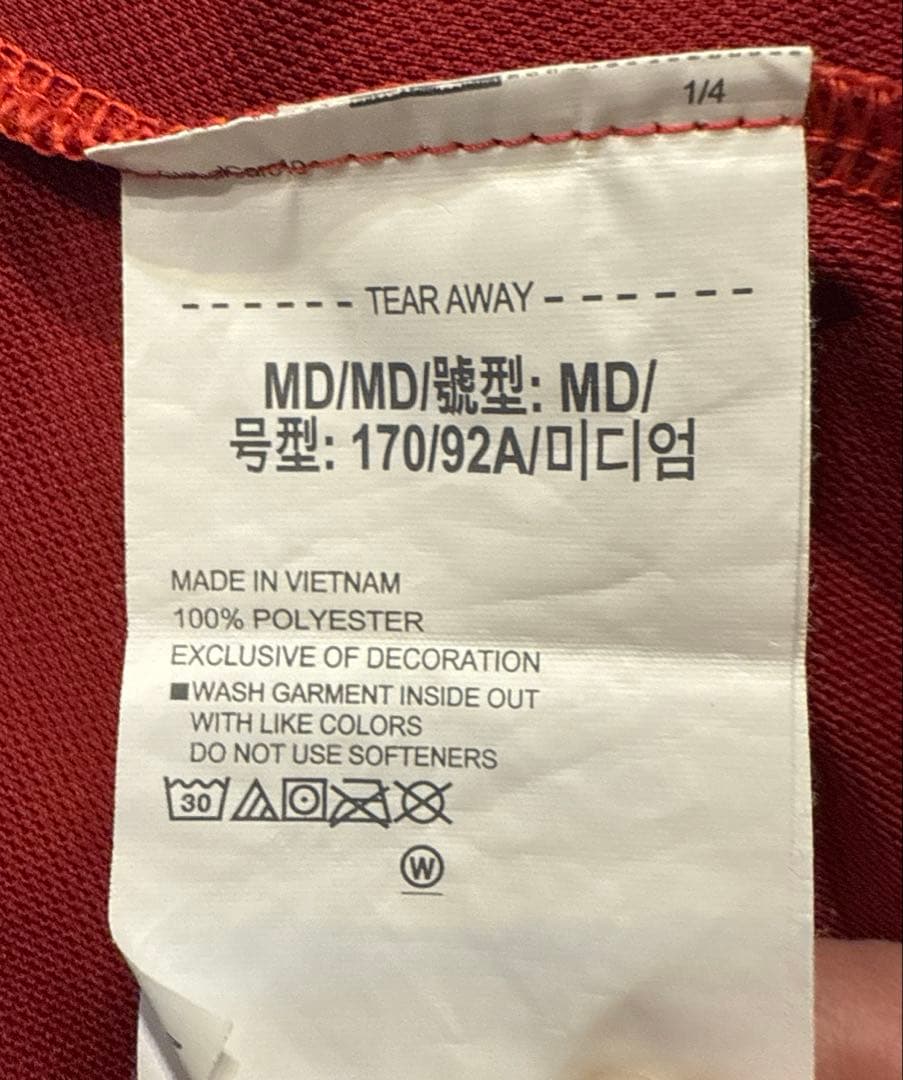 1/4
- - - - - - TEAR AWAY - - - - - -
MD/MD/號型: MD/
号型: 170/92A/미디엄
MADE IN VIETNAM
100% POLYESTER
EXCLUSIVE OF DECORATION
■WASH GARMENT INSIDE OUT
WITH LIKE COLORS
DO NOT USE SOFTENERS
30
W